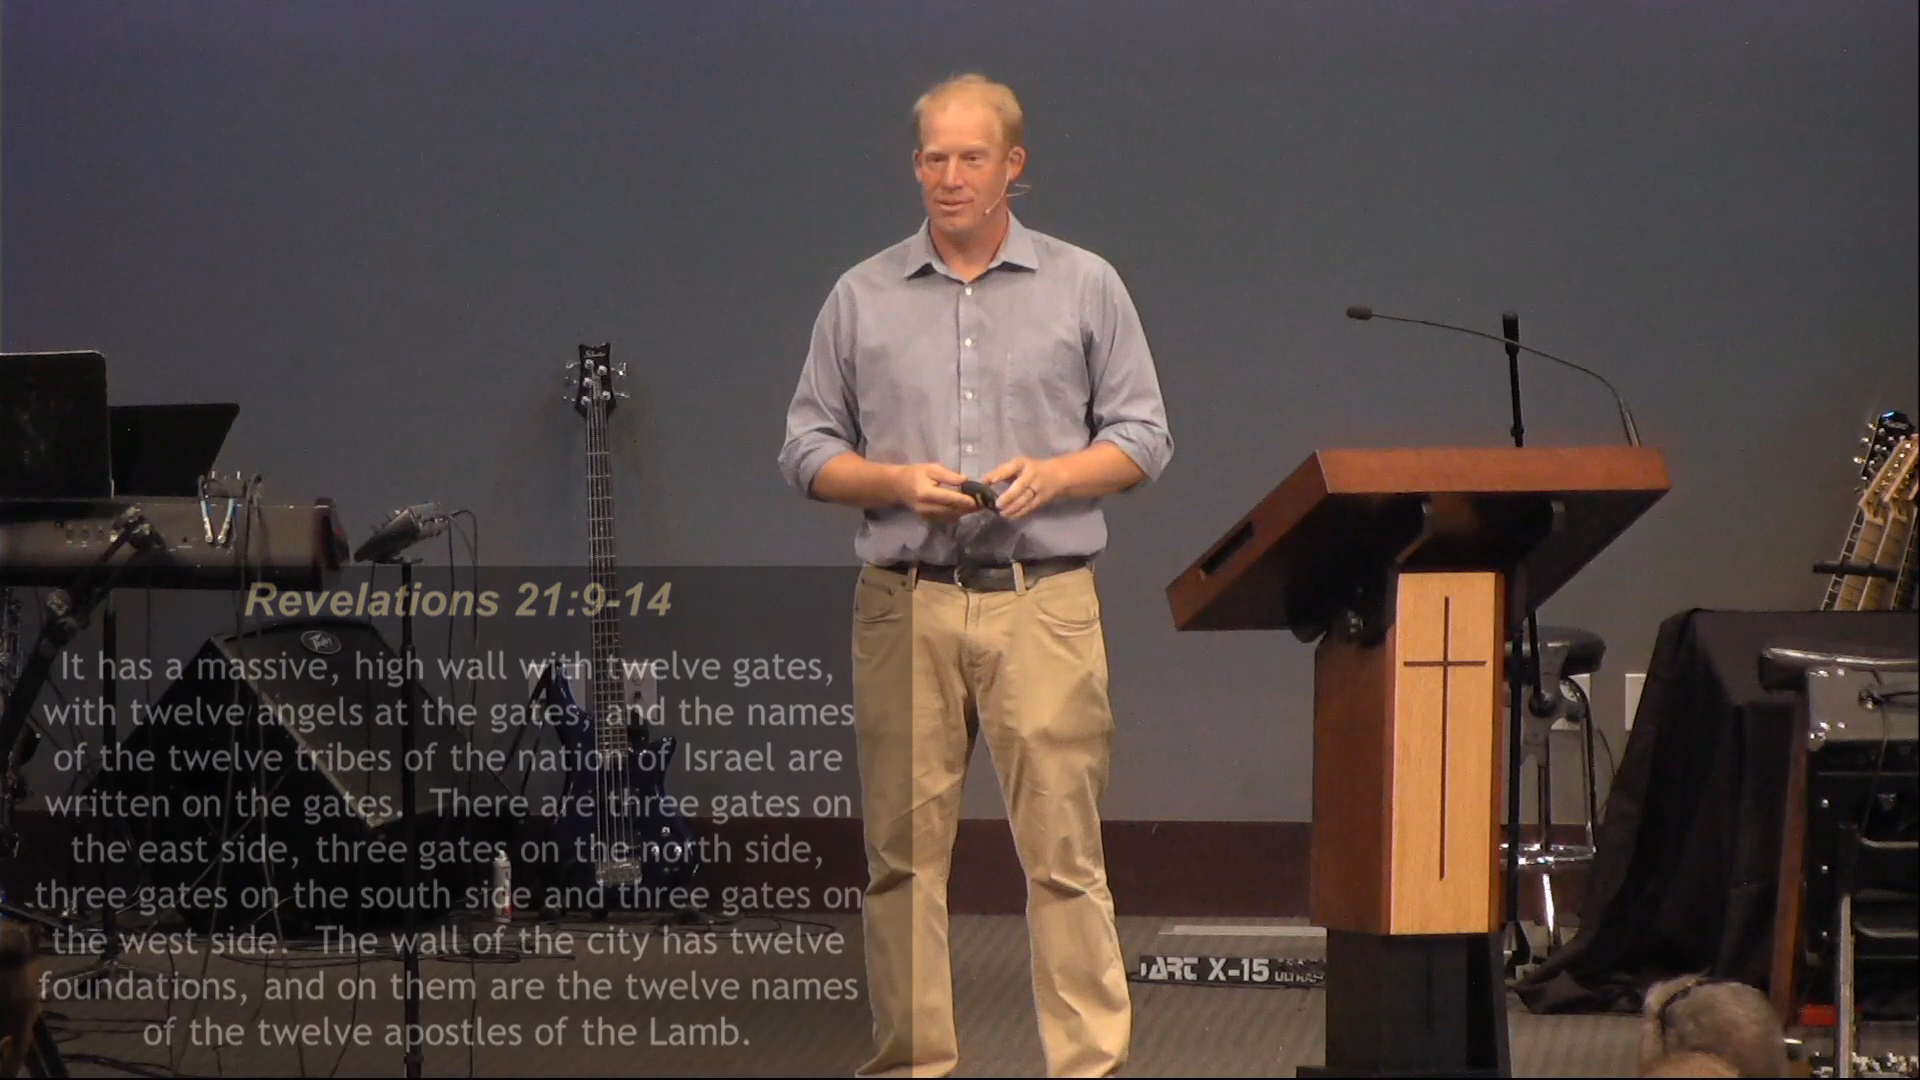 Revelations 21:9-14
It has a massive, high wall with twelve gates,
with twelve angels at the gates, and the names
of the twelve tribes of the nation of Israel are
written on the gates.  There are three gates on
the east side, three gates on the north side,
three gates on the south side and three gates on
the west side.  The wall of the city has twelve
foundations, and on them are the twelve names
of the twelve apostles of the Lamb.
ART X-15